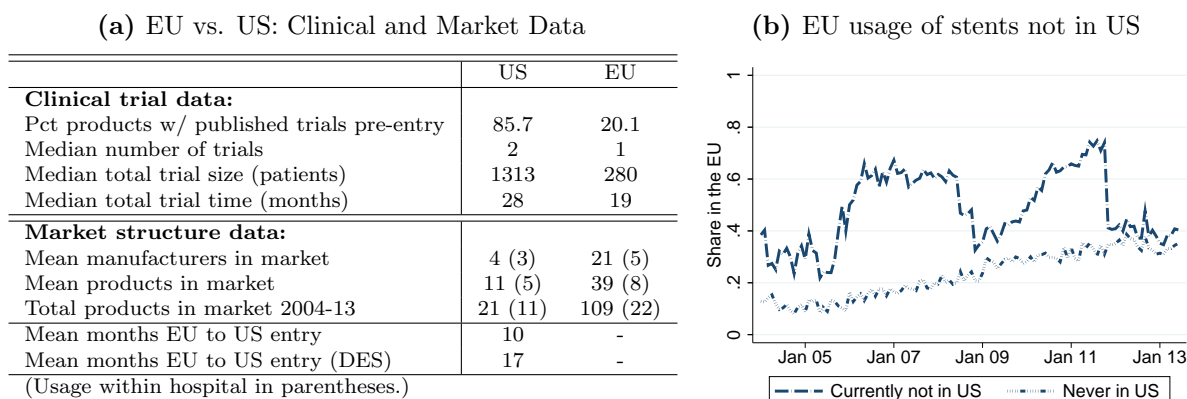 (a) EU vs. US: Clinical and Market Data
US EU
Clinical trial data:
Pct products w/ published trials pre-entry 85.7 20.1
Median number of trials 2 1
Median total trial size (patients) 1313 280
Median total trial time (months) 28 19
Market structure data:
Mean manufacturers in market 4 (3) 21 (5)
Mean products in market 11 (5) 39 (8)
Total products in market 2004-13 21 (11) 109 (22)
Mean months EU to US entry 10 -
Mean months EU to US entry (DES) 17 -
(Usage within hospital in parentheses.)
(b) EU usage of stents not in US
Share in the EU
1
.8
.6
.4
.2
0
Jan 05 Jan 07 Jan 09 Jan 11 Jan 13
Currently not in US Never in US